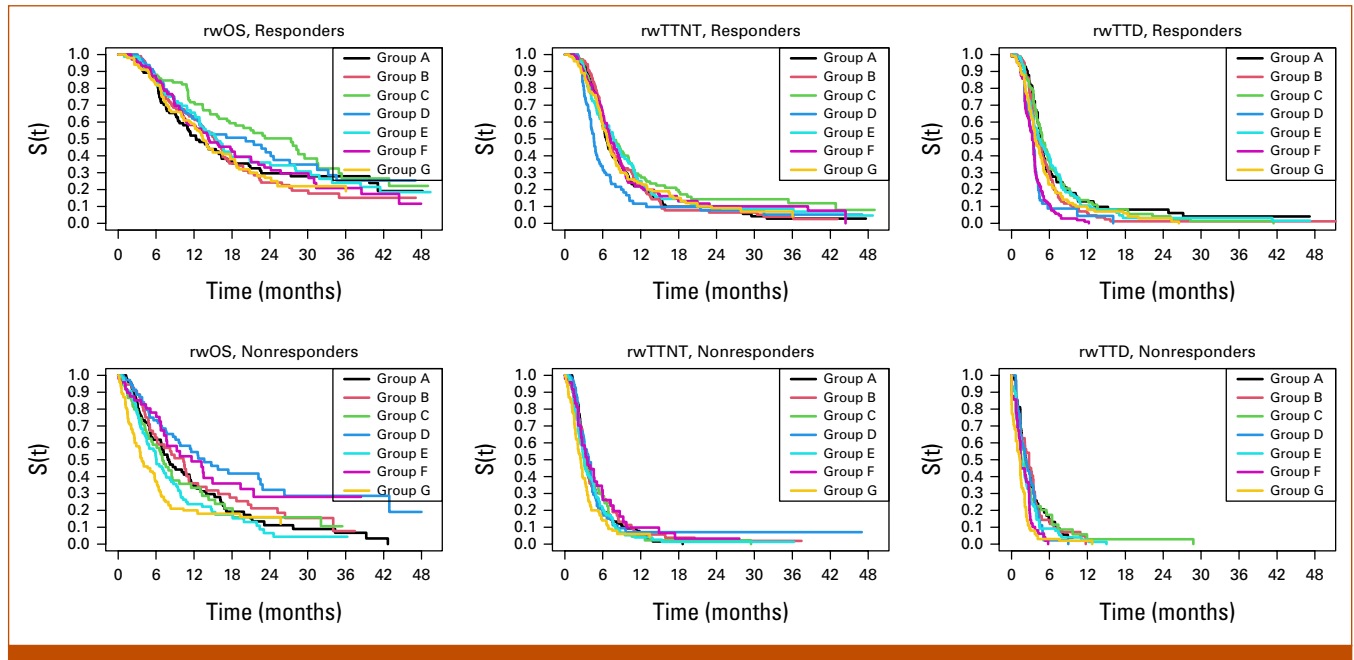 rwOS, Responders
S(t)
1.0
0.9
0.8
0.7
0.6
0.5
0.4
0.3
0.2
0.1
0.0
Group A
Group B
Group C
Group D
Group E
Group F
Group G
0 6 12 18 24 30 36 42 48
Time (months)
rwTTNT, Responders
S(t)
1.0
0.9
0.8
0.7
0.6
0.5
0.4
0.3
0.2
0.1
0.0
Group A
Group B
Group C
Group D
Group E
Group F
Group G
0 6 12 18 24 30 36 42 48
Time (months)
rwTTD, Responders
S(t)
1.0
0.9
0.8
0.7
0.6
0.5
0.4
0.3
0.2
0.1
0.0
Group A
Group B
Group C
Group D
Group E
Group F
Group G
0 6 12 18 24 30 36 42 48
Time (months)
rwOS, Nonresponders
S(t)
1.0
0.9
0.8
0.7
0.6
0.5
0.4
0.3
0.2
0.1
0.0
Group A
Group B
Group C
Group D
Group E
Group F
Group G
0 6 12 18 24 30 36 42 48
Time (months)
rwTTNT, Nonresponders
S(t)
1.0
0.9
0.8
0.7
0.6
0.5
0.4
0.3
0.2
0.1
0.0
Group A
Group B
Group C
Group D
Group E
Group F
Group G
0 6 12 18 24 30 36 42 48
Time (months)
rwTTD, Nonresponders
S(t)
1.0
0.9
0.8
0.7
0.6
0.5
0.4
0.3
0.2
0.1
0.0
Group A
Group B
Group C
Group D
Group E
Group F
Group G
0 6 12 18 24 30 36 42 48
Time (months)